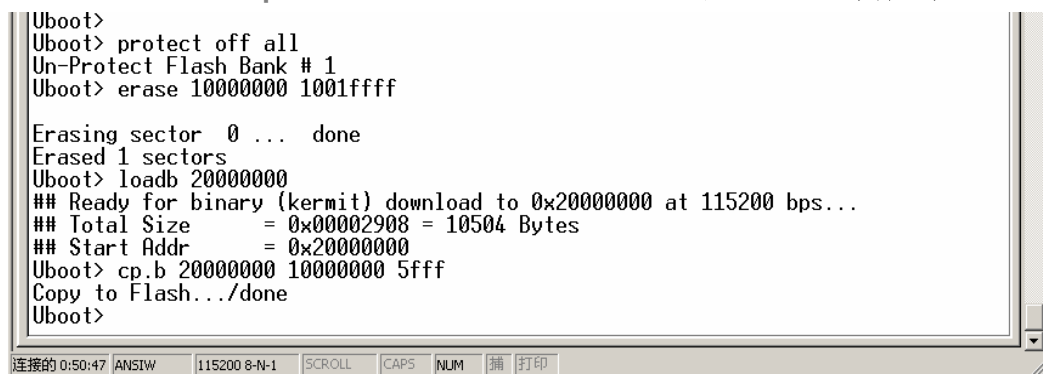 Uboot>
Uboot> protect off all
Un-Protect Flash Bank # 1
Uboot> erase 10000000 1001ffff
Erasing sector  0 ...  done
Erased 1 sectors
Uboot> loadb 20000000
## Ready for binary (kermit) download to 0x20000000 at 115200 bps...
## Total Size      = 0x00002908 = 10504 Bytes
## Start Addr      = 0x20000000
Uboot> cp.b 20000000 10000000 5fff
Copy to Flash.../done
Uboot>
连接的 0:50:47 ANSIW 115200 8-N-1 SCROLL CAPS NUM 捕 打印